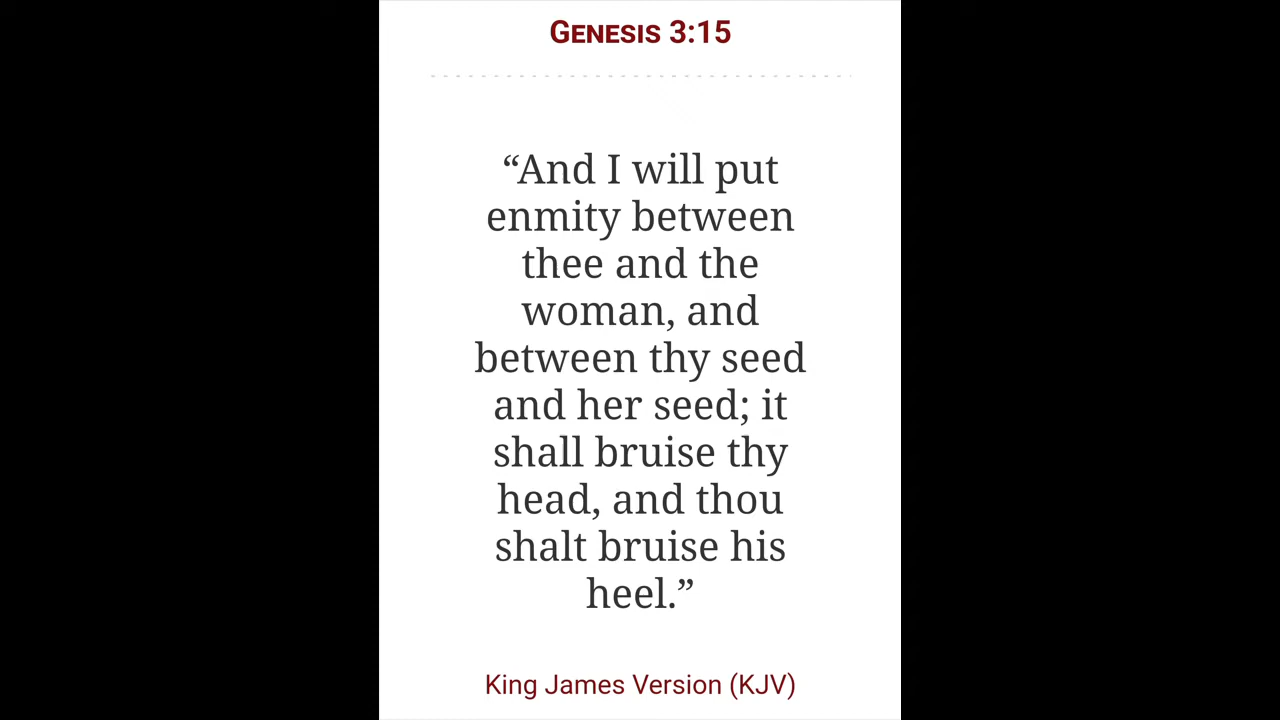 GENESIS 3:15
“And I will put
enmity between
thee and the
woman, and
between thy seed
and her seed; it
shall bruise thy
head, and thou
shalt bruise his
heel.”
King James Version (KJV)